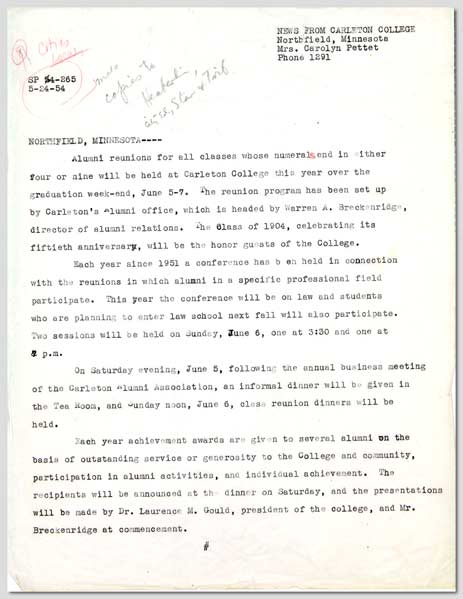 NEWS FROM CARLETON COLLEGE
Northfield, Minnesota
Mrs. Carolyn Pettet
Phone 1291
Cities
SP 54-265
5-24-54
copies to
Star & Trib
NORTHFIELD, MINNESOTA----
Alumni reunions for all classes whose numerals end in either
four or nine will be held at Carleton College this year over the
graduation week-end, June 5-7. The reunion program has been set up
by Carleton's Alumni office, which is headed by Warren A. Breckenridge,
director of alumni relations. The Class of 1904, celebrating its
fiftieth anniversary, will be the honor guests of the College.
Each year since 1951 a conference has b en held in connection
with the reunions in which alumni in a specific professional field
participate. This year the conference will be on law and students
who are planning to enter law school next fall will also participate.
Two sessions will be held on Sunday, June 6, one at 3:30 and one at
p.m.
On Saturday evening, June 5, following the annual business meeting
of the Carleton Alumni Association, an informal dinner will be given in
the Tea Room, and Sunday noon, June 6, class reunion dinners will be
held.
Each year achievement awards are given to several alumni on the
basis of outstanding service or generosity to the College and community,
participation in alumni activities, and individual achievement. The
recipients will be announced at the dinner on Saturday, and the presentations
will be made by Dr. Laurence M. Gould, president of the college, and Mr.
Breckenridge at commencement.
#